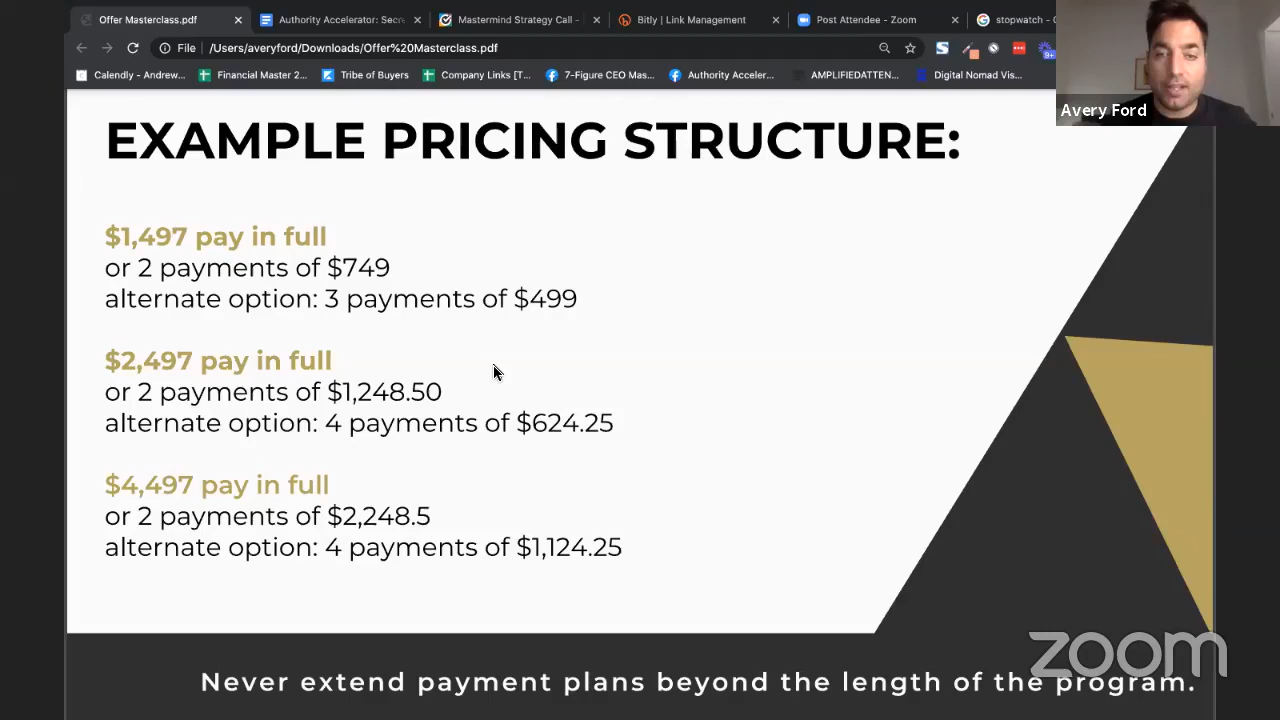 Offer Masterclass.pdf
Authority Accelerator: Secre
Mastermind Strategy Call -
Bitly | Link Management
Post Attendee - Zoom
stopwatch - G
File
/Users/averyford/Downloads/Offer%20Masterclass.pdf
9+
Calendly - Andrew...
Financial Master 2...
Tribe of Buyers
Company Links [T...
7-Figure CEO Mas...
Authority Acceler...
AMPLIFIEDATTEN...
Digital Nomad Vis...
Avery Ford
EXAMPLE PRICING STRUCTURE:
$1,497 pay in full
or 2 payments of $749
alternate option: 3 payments of $499
$2,497 pay in full
or 2 payments of $1,248.50
alternate option: 4 payments of $624.25
$4,497 pay in full
or 2 payments of $2,248.5
alternate option: 4 payments of $1,124.25
zoom
Never extend payment plans beyond the length of the program.